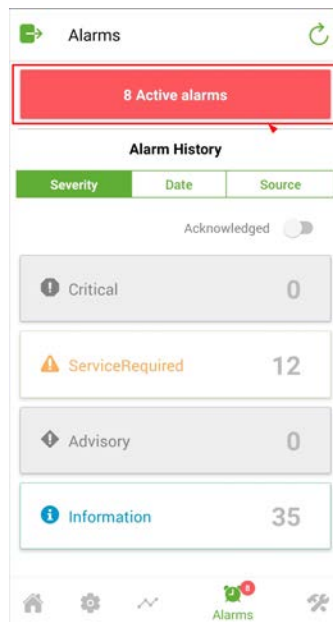 Alarms
8 Active alarms
Alarm History
Severity Date Source
Acknowledged
Critical 0
ServiceRequired 12
Advisory 0
Information 35
8
Alarms